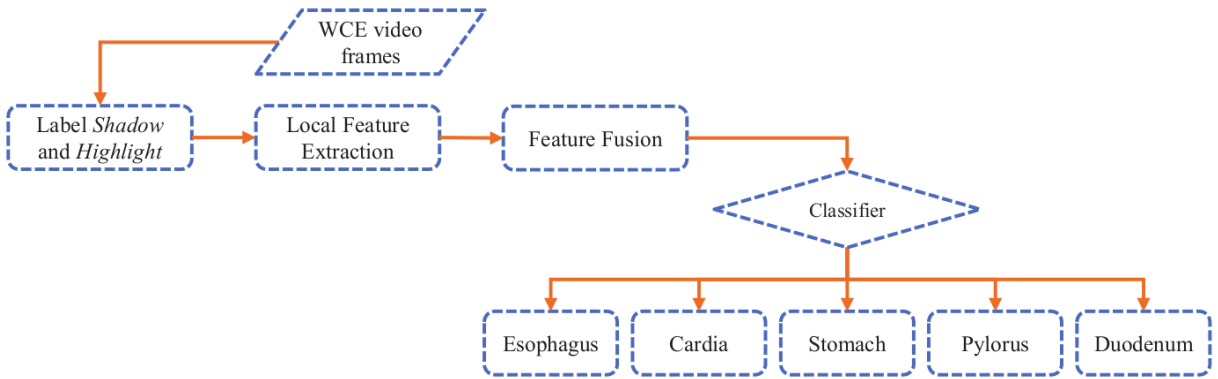 WCE video
frames
Label Shadow
and Highlight
Local Feature
Extraction
Feature Fusion
Classifier
Esophagus
Cardia
Stomach
Pylorus
Duodenum